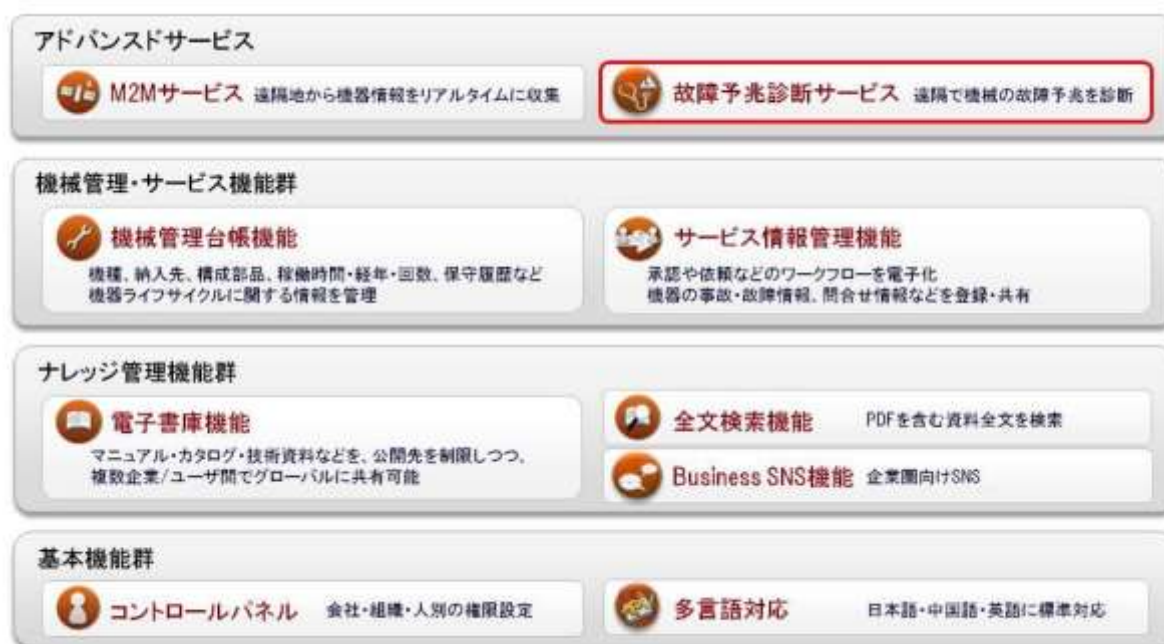 アドバンスドサービス
M2Mサービス 遠隔地から機器情報をリアルタイムに収集
故障予兆診断サービス 遠隔で機械の故障予兆を診断
機械管理・サービス機能群
機械管理台帳機能
機種、納入先、構成部品、稼働時間・経年・回数、保守履歴など
機器ライフサイクルに関する情報を管理
サービス情報管理機能
承認や依頼などのワークフローを電子化
機器の事故・故障情報、問合せ情報などを登録・共有
ナレッジ管理機能群
電子書庫機能
マニュアル・カタログ・技術資料などを、公開先を制限しつつ、
複数企業/ユーザ間でグローバルに共有可能
全文検索機能 PDFを含む資料全文を検索
Business SNS機能 企業間向けSNS
基本機能群
コントロールパネル 会社・組織・人別の権限設定
多言語対応 日本語・中国語・英語に標準対応